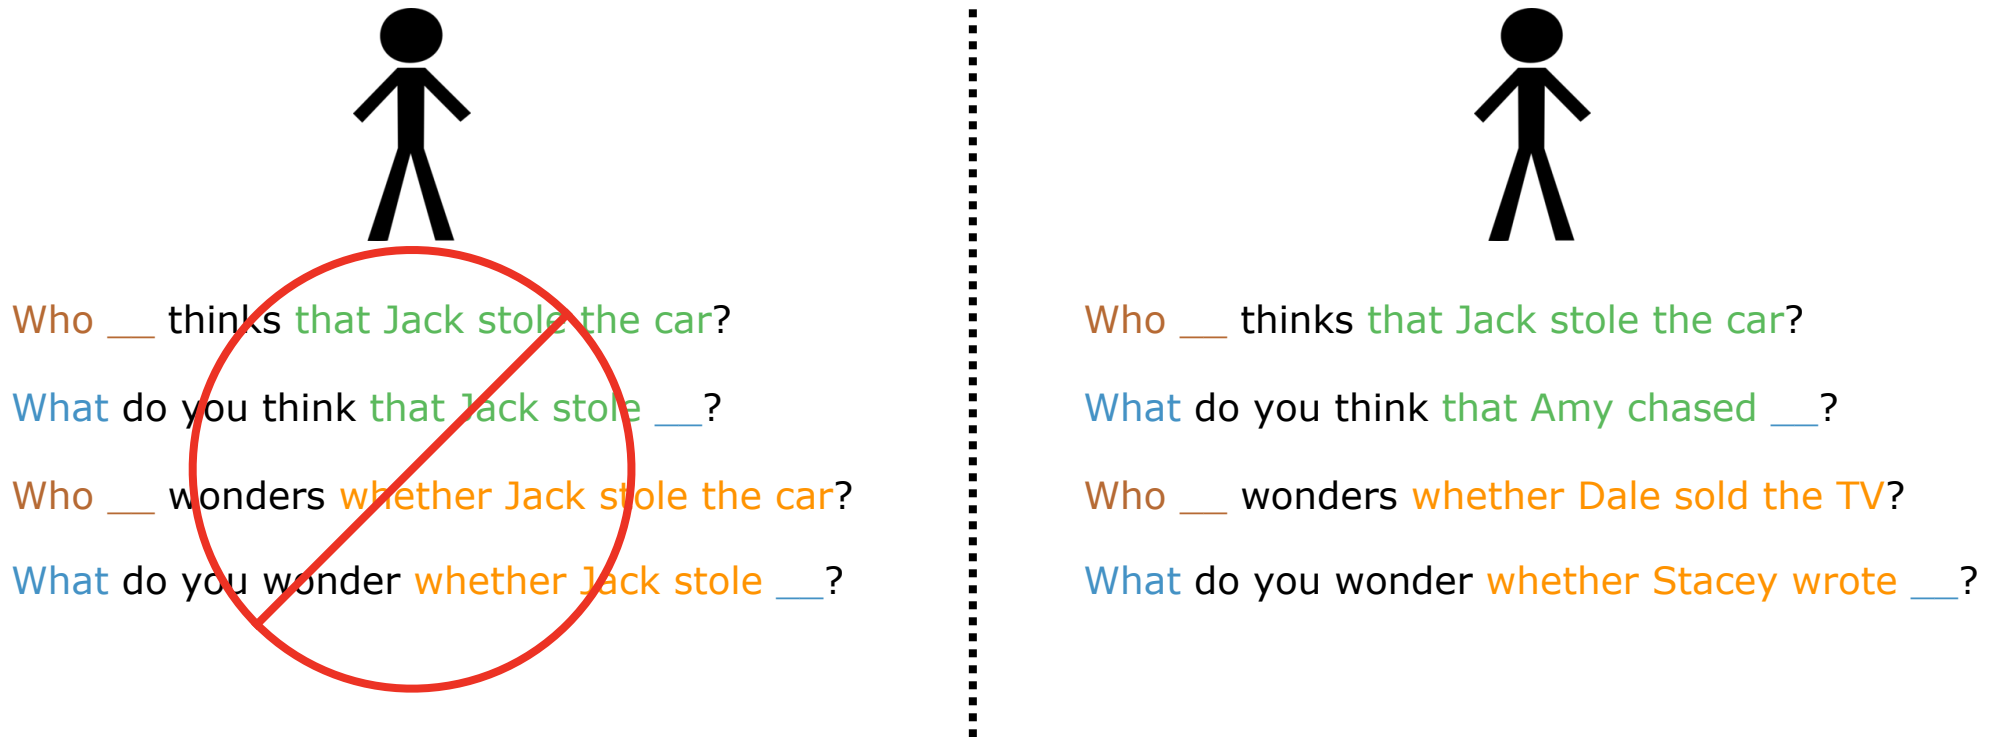 Who __ thinks that Jack stole the car?
What do you think that Jack stole __?
Who __ wonders whether Jack stole the car?
What do you wonder whether Jack stole __?
Who __ thinks that Jack stole the car?
What do you think that Amy chased __?
Who __ wonders whether Dale sold the TV?
What do you wonder whether Stacey wrote __?